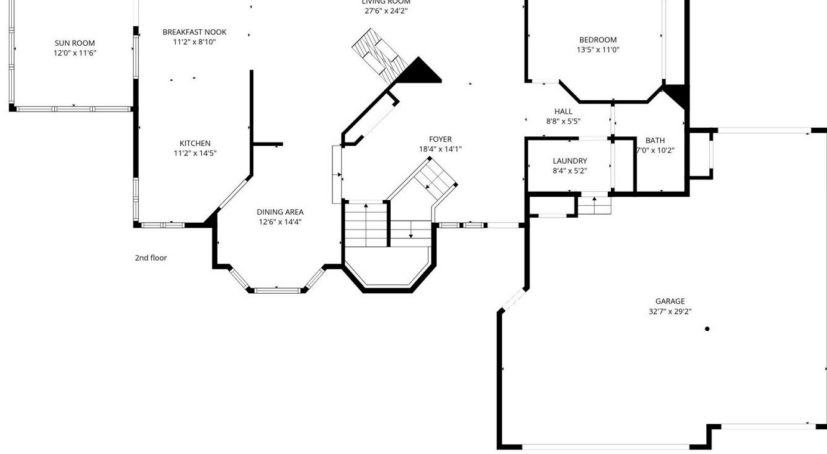 LIVING ROOM
27'6" x 24'2"
BREAKFAST NOOK
11'2" x 8'10"
SUN ROOM
12'0" x 11'6"
BEDROOM
13'5" x 11'0"
HALL
8'8" x 5'5"
KITCHEN
11'2" x 14'5"
FOYER
18'4" x 14'1"
BATH
7'0" x 10'2"
LAUNDRY
8'4" x 5'2"
DINING AREA
12'6" x 14'4"
2nd floor
GARAGE
32'7" x 29'2"